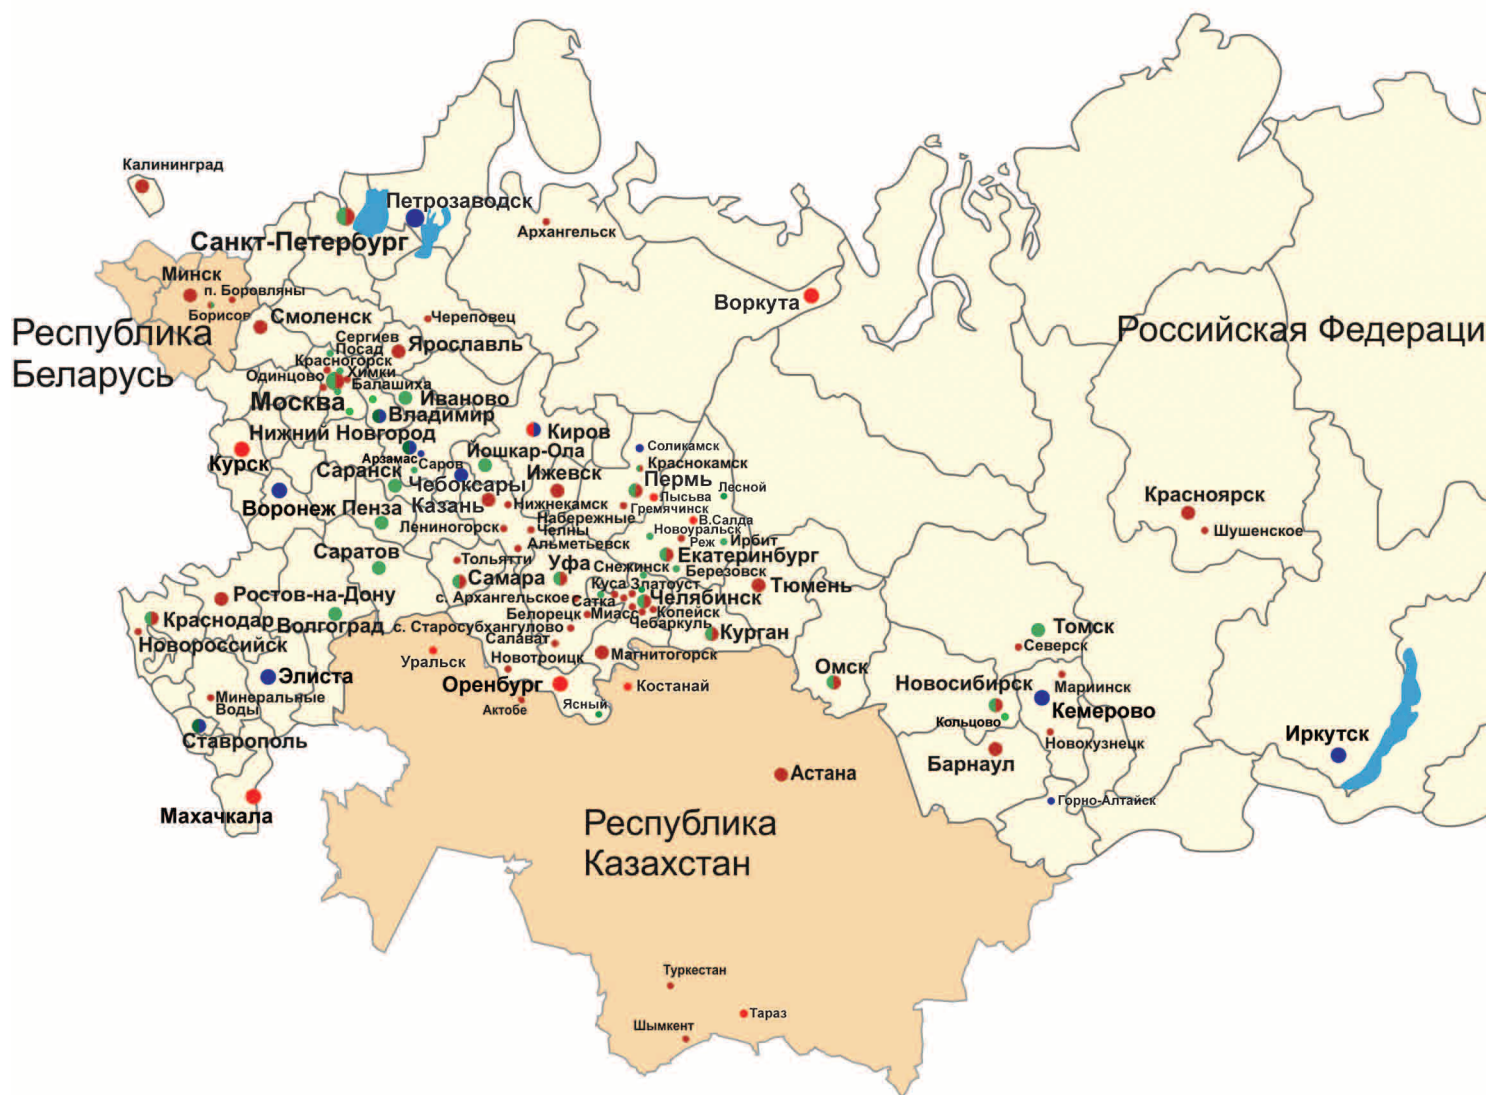 Калининград
Петрозаводск
Санкт-Петербург
Архангельск
Минск
п. Боровляны
Борисов
Смоленск
Воркута
Череповец
Республика
Беларусь
Российская Федераци
Сергиев
Посад
Ярославль
Красногорск
Химки
Одинцово
Балашиха
Москва
Иваново
Владимир
Нижний Новгород
Киров
Курск
Арзамас
Саров
Йошкар-Ола
Соликамск
Саранск
Чебоксары
Ижевск
Краснокамск
Пермь
Лысьва
Лесной
Красноярск
Воронеж
Пенза
Казань
Нижнекамск
Гремячинск
Набережные
Челны
Лениногорск
В.Салда
Новоуральск
Реж
Ирбит
Шушенское
Альметьевск
Саратов
Тольятти
Уфа
Екатеринбург
Снежинск
Березовск
Самара
Куса
Златоуст
Тюмень
Ростов-на-Дону
с. Архангельское
Сатка
Челябинск
Краснодар
Волгоград
Белорецк
Миасс
Копейск
Чебаркуль
с. Старосубхангулово
Курган
Томск
Новороссийск
Салават
Северск
Уральск
Новотроицк
Магнитогорск
Омск
Элиста
Оренбург
Костанай
Новосибирск
Мариинск
Минеральные
Воды
Актобе
Ясный
Кольцово
Кемерово
Ставрополь
Новокузнецк
Иркутск
Барнаул
Астана
Горно-Алтайск
Махачкала
Республика
Казахстан
Туркестан
Тараз
Шымкент